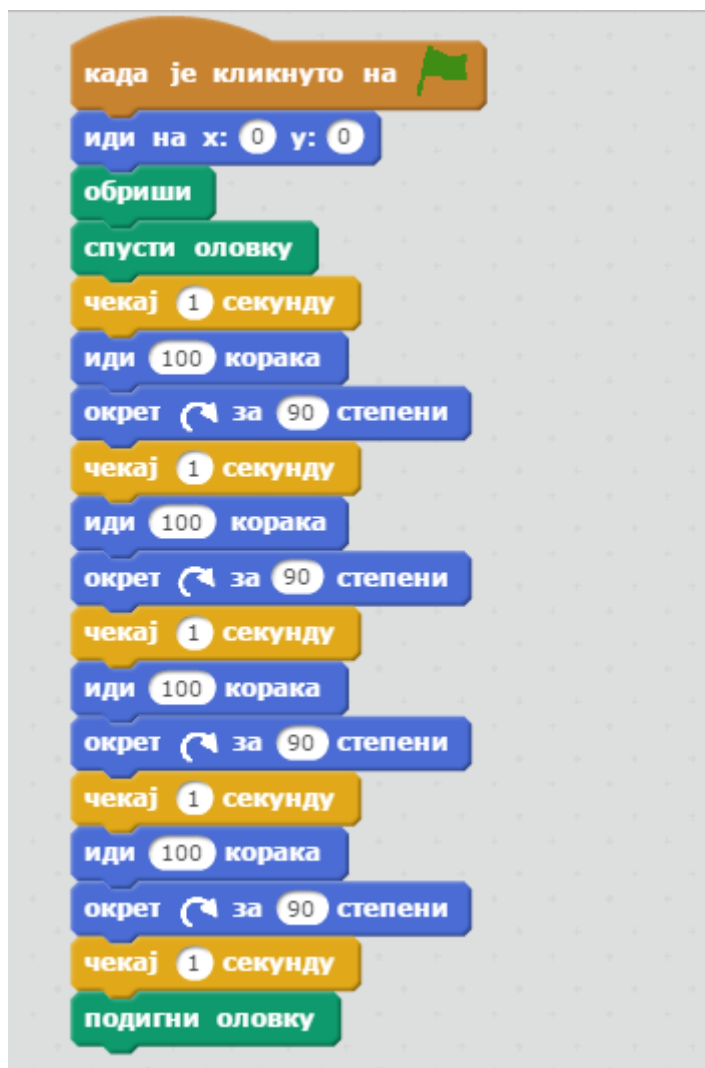 када је кликнуто на
иди на x: 0 y: 0
обриши
спусти оловку
чекај 1 секунду
иди 100 корака
окрет за 90 степени
чекај 1 секунду
иди 100 корака
окрет за 90 степени
чекај 1 секунду
иди 100 корака
окрет за 90 степени
чекај 1 секунду
иди 100 корака
окрет за 90 степени
чекај 1 секунду
подигни оловку